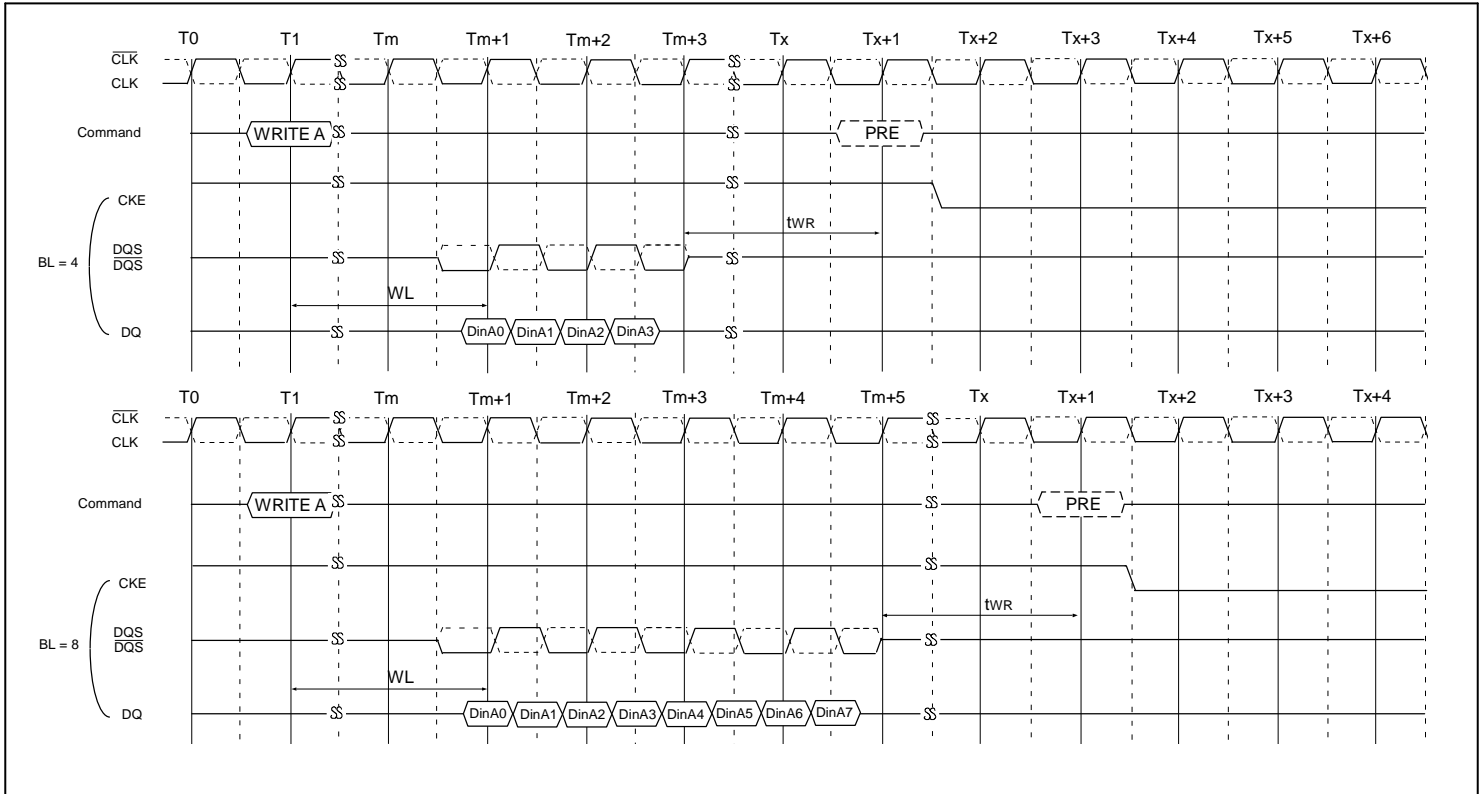 T0 T1 Tm Tm+1 Tm+2 Tm+3 Tx Tx+1 Tx+2 Tx+3 Tx+4 Tx+5 Tx+6
CLK
CLK
Command WRITE A PRE
CKE
tWR
BL = 4
DQS
DQS
WL
DQ DinA0 DinA1 DinA2 DinA3
T0 T1 Tm Tm+1 Tm+2 Tm+3 Tm+4 Tm+5 Tx Tx+1 Tx+2 Tx+3 Tx+4
CLK
CLK
Command WRITE A PRE
CKE
tWR
BL = 8
DQS
DQS
WL
DQ DinA0 DinA1 DinA2 DinA3 DinA4 DinA5 DinA6 DinA7